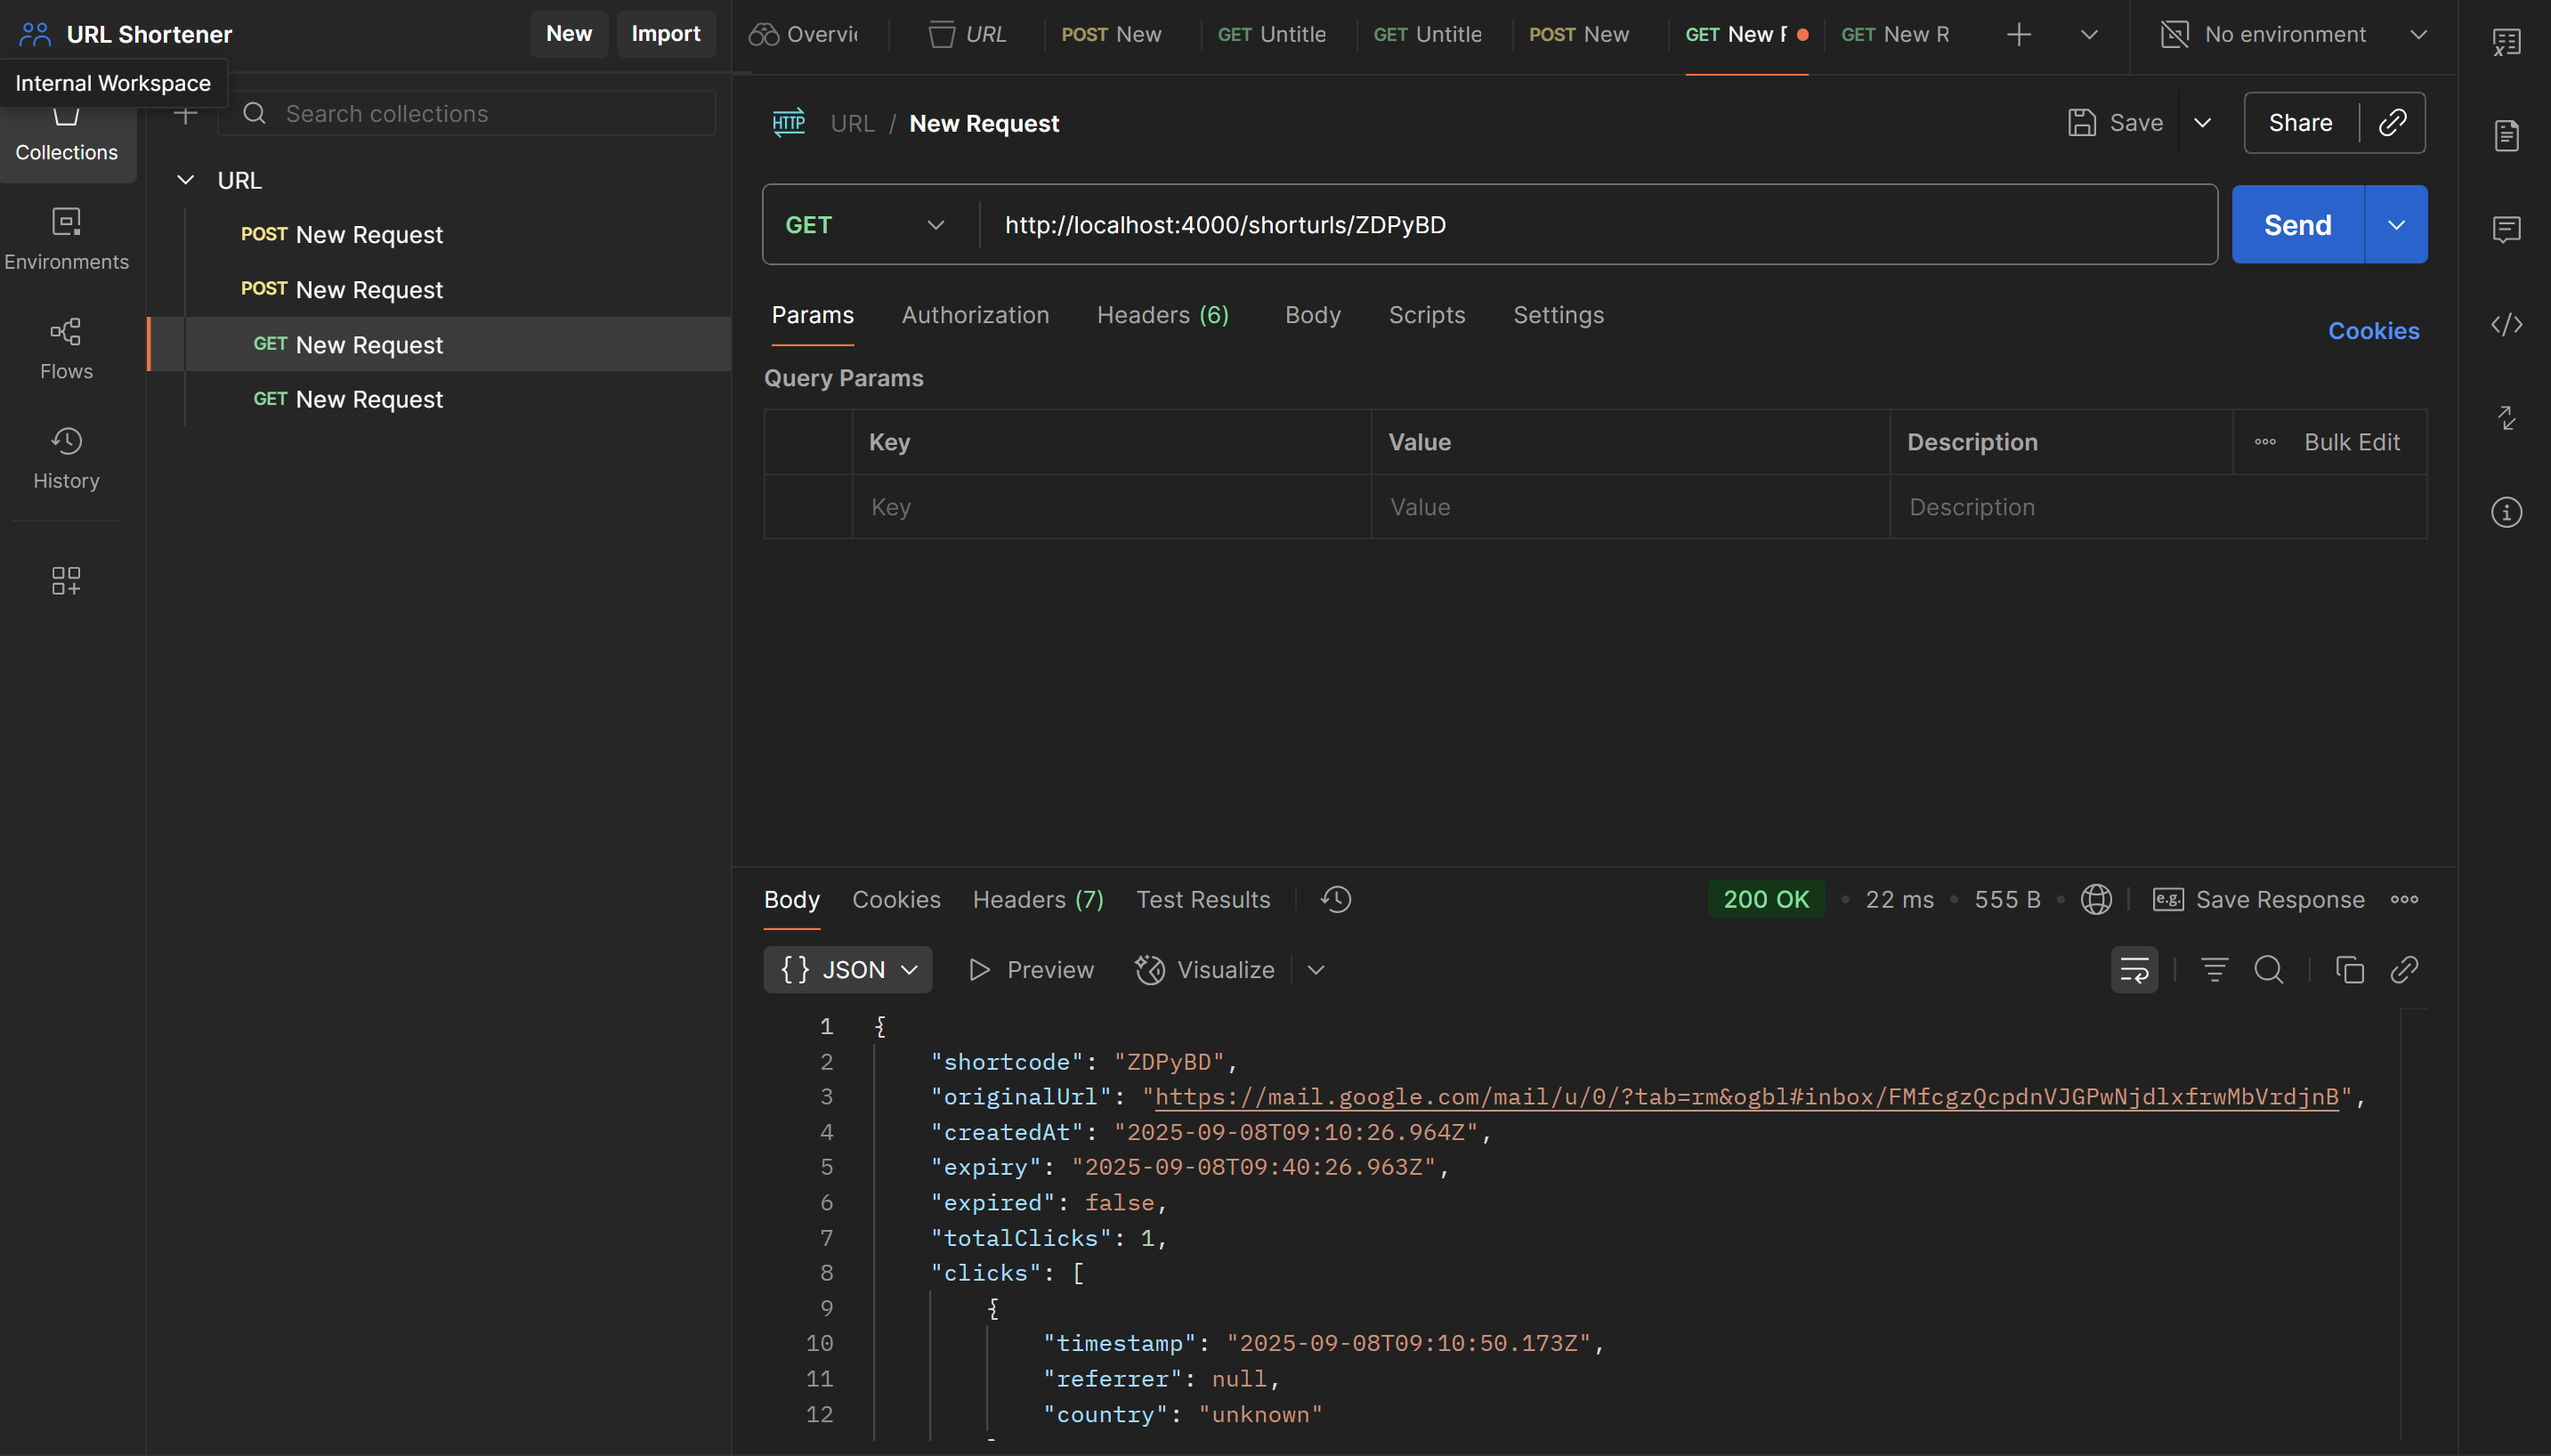 URL Shortener
New
Import
Internal Workspace
Search collections
Collections
Environments
Flows
History
URL
POST New Request
POST New Request
GET New Request
GET New Request
Overvi
URL
POST New
GET Untitle
GET Untitle
POST New
GET New F
GET New R
No environment
HTTP URL / New Request
Save
Share
GET
http://localhost:4000/shorturls/ZDPyBD
Send
Params
Authorization
Headers (6)
Body
Scripts
Settings
Cookies
Query Params
Key
Value
Description
Bulk Edit
Key
Value
Description
Body
Cookies
Headers (7)
Test Results
200 OK
22 ms
555 B
e.g. Save Response
{} JSON
Preview
Visualize
1 {
2 "shortcode": "ZDPyBD",
3 "originalUrl": "https://mail.google.com/mail/u/0/?tab=rm&ogbl#inbox/FMfcgzQcpdnVJGPwNjdlxfrwMbVrdjnB",
4 "createdAt": "2025-09-08T09:10:26.964Z",
5 "expiry": "2025-09-08T09:40:26.963Z",
6 "expired": false,
7 "totalClicks": 1,
8 "clicks": [
9 {
10 "timestamp": "2025-09-08T09:10:50.173Z",
11 "referrer": null,
12 "country": "unknown"